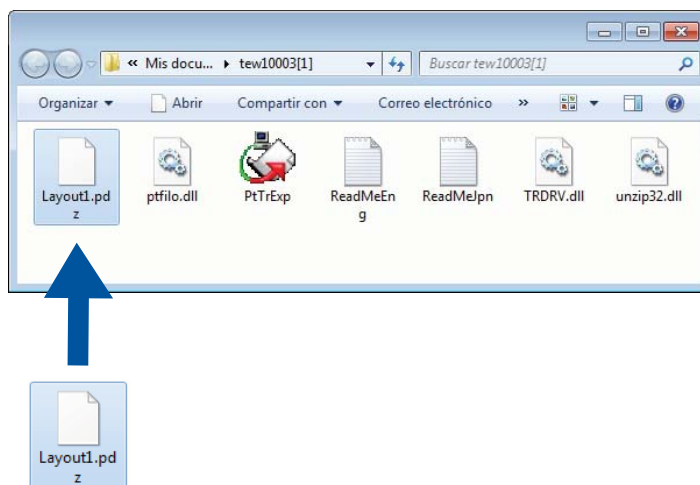 « Mis docu... ▸ tew10003[1]
Buscar tew10003[1]
Organizar ▾ Abrir Compartir con ▾ Correo electrónico »
Layout1.pd
z
ptfilo.dll
PtTrExp
ReadMeEn
g
ReadMeJpn
TRDRV.dll
unzip32.dll
Layout1.pd
z